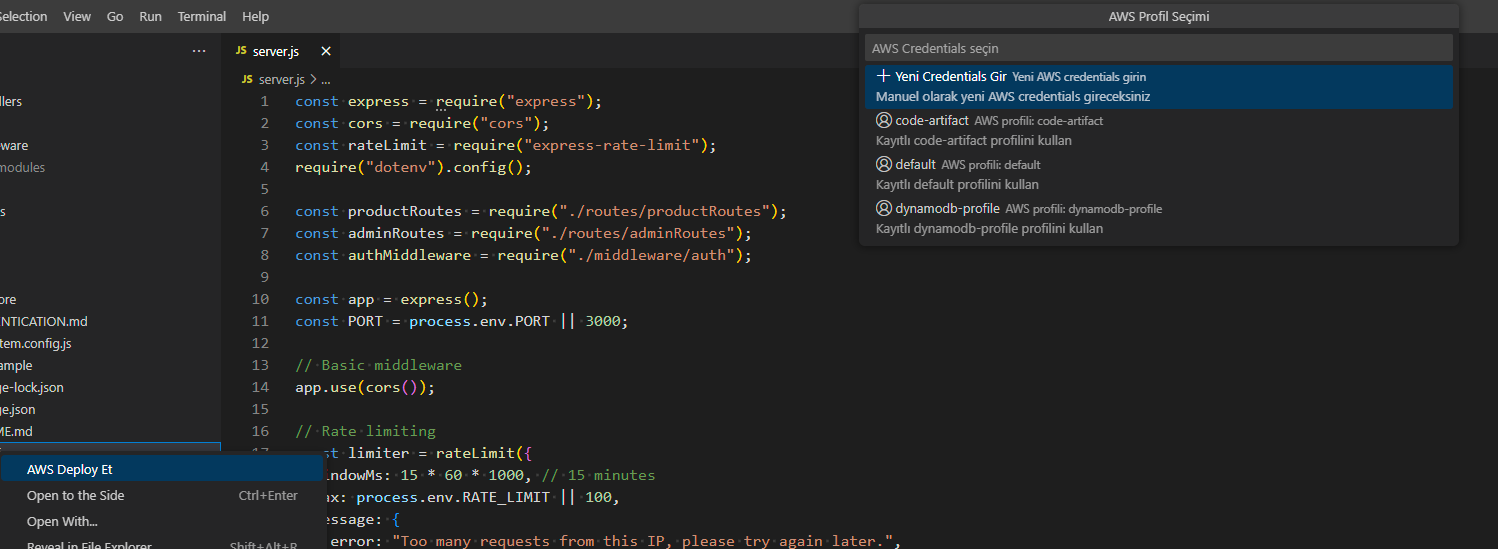 Selection View Go Run Terminal Help
AWS Profil Seçimi
AWS Credentials seçin
+ Yeni Credentials Gir Yeni AWS credentials girin
Manuel olarak yeni AWS credentials gireceksiniz
code-artifact AWS profili: code-artifact
Kayıtlı code-artifact profilini kullan
default AWS profili: default
Kayıtlı default profilini kullan
dynamodb-profile AWS profili: dynamodb-profile
Kayıtlı dynamodb-profile profilini kullan
... JS server.js ×
JS server.js > ...
llers
ware
modules
s
ore
ENTICATION.md
tem.config.js
ample
ge-lock.json
ge.json
ME.md
1 const express = require("express");
2 const cors = require("cors");
3 const rateLimit = require("express-rate-limit");
4 require("dotenv").config();
5
6 const productRoutes = require("./routes/productRoutes");
7 const adminRoutes = require("./routes/adminRoutes");
8 const authMiddleware = require("./middleware/auth");
9
10 const app = express();
11 const PORT = process.env.PORT || 3000;
12
13 // Basic middleware
14 app.use(cors());
15
16 // Rate limiting
17 st limiter = rateLimit({
indowMs: 15 * 60 * 1000, // 15 minutes
ax: process.env.RATE_LIMIT || 100,
essage: {
error: "Too many requests from this IP, please try again later.",
AWS Deploy Et
Open to the Side Ctrl+Enter
Open With...
Reveal in File Explorer Shift+Alt+R